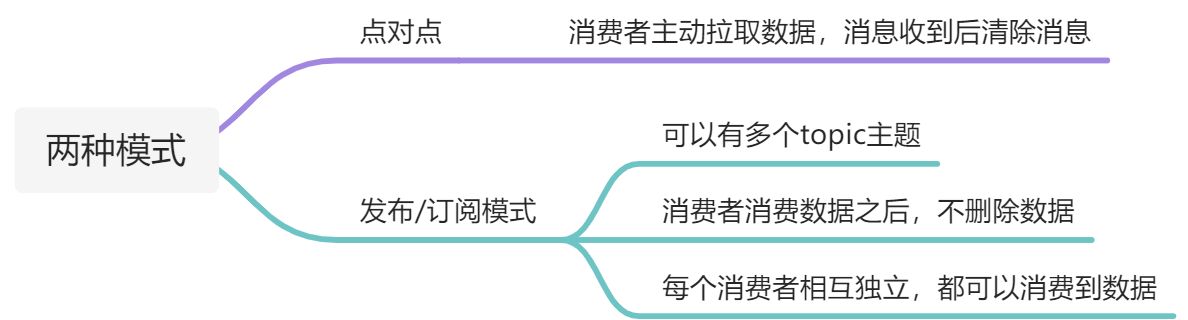 两种模式
点对点
消费者主动拉取数据，消息收到后清除消息
发布/订阅模式
可以有多个topic主题
消费者消费数据之后，不删除数据
每个消费者相互独立，都可以消费到数据